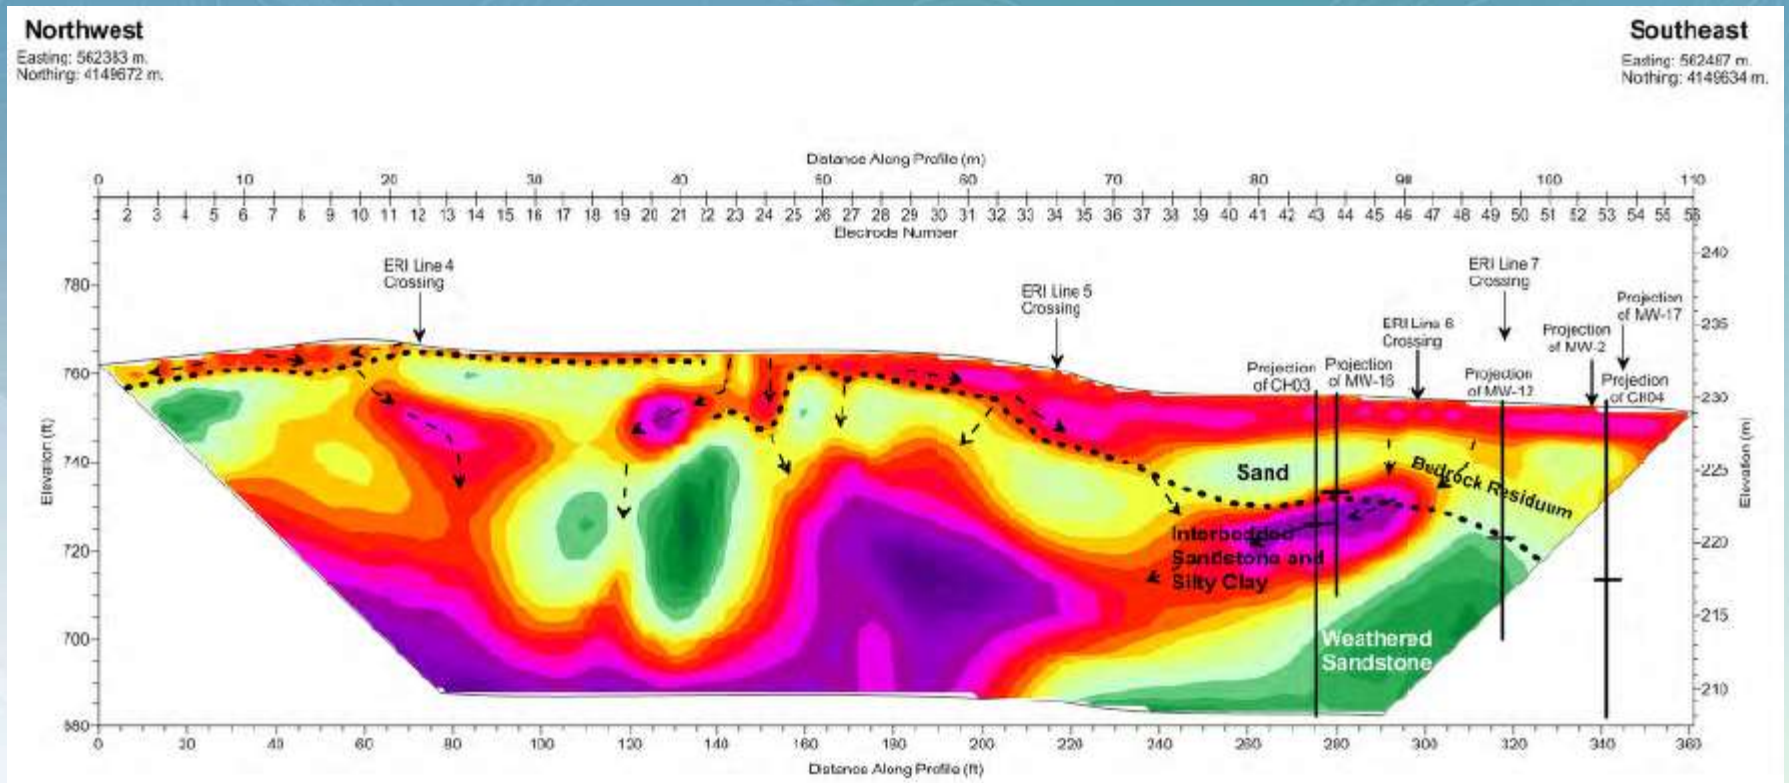 Northwest
Easting: 562383 m.
Northing: 4149672 m.
Southeast
Easting: 562487 m.
Nothing: 4149634 m.
Distance Along Profile (m)
0 10 20 30 40 50 60 70 80 90 100 110
2 3 4 5 6 7 8 9 10 11 12 13 14 15 16 17 18 19 20 21 22 23 24 25 26 27 28 29 30 31 32 33 34 35 36 37 38 39 40 41 42 43 44 45 46 47 48 49 50 51 52 53 54 55 56
Electrode Number
ERI Line 4
Crossing
ERI Line 5
Crossing
ERI Line 6
Crossing
ERI Line 7
Crossing
Projection
of CH03
Projection
of MW-16
Projection
of MW-12
Projection
of MW-2
Projection
of MW-17
Projection
of CH04
780
760
740
720
700
680
Elevation (ft)
240
235
230
225
220
215
210
Elevation (m)
Sand
Bedrock Residuum
Interbedded
Sandstone and
Silty Clay
Weathered
Sandstone
0 20 40 60 80 100 120 140 160 180 200 220 240 260 280 300 320 340 360
Distance Along Profile (ft)